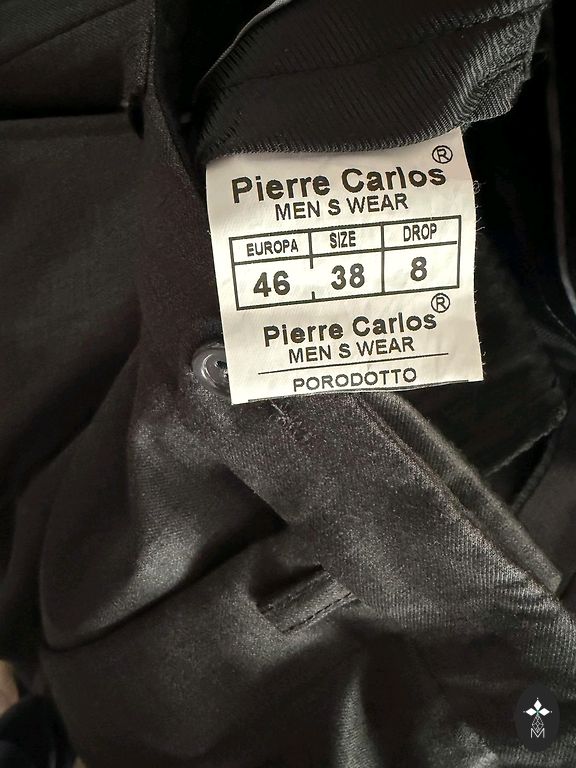 Pierre Carlos®
MEN S WEAR
EUROPA SIZE DROP
46 38 8
Pierre Carlos®
MEN S WEAR
PORODOTTO
M